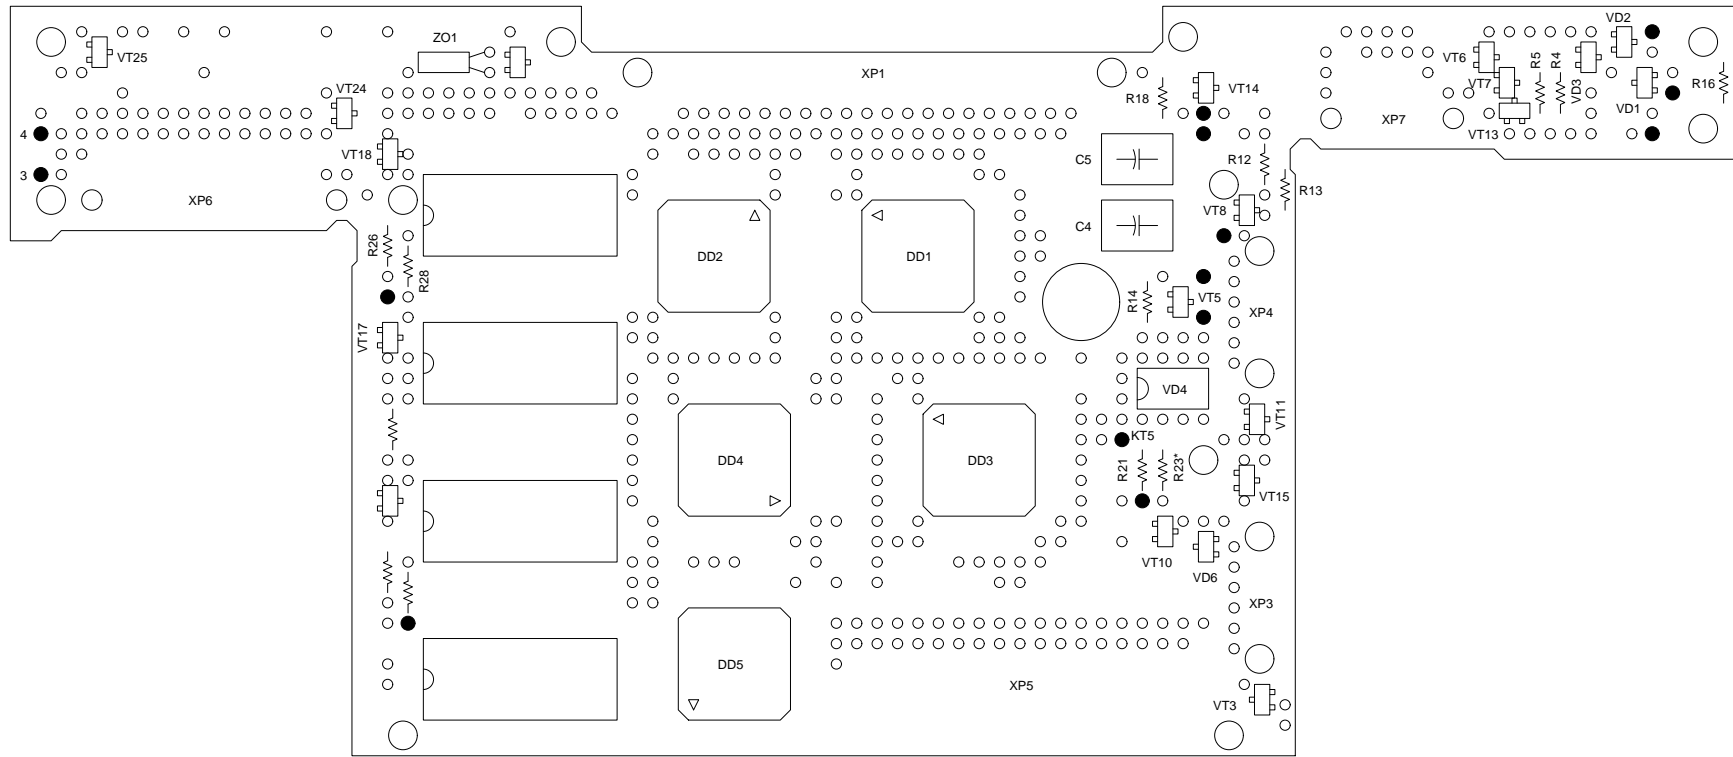 VT25
ZO1
VT24
VT18
4
3
XP6
R26
R28
VT17
XP1
DD2
DD1
DD4
DD3
DD5
XP5
C5
C4
R18
VT14
R12
R13
VT8
R14
VT5
XP4
VD4
KT5
VT11
R21
R23*
VT15
VT10
VD6
XP3
VT3
XP7
VT6
VT7
VT13
R5
R4
VD3
VD2
VD1
R16